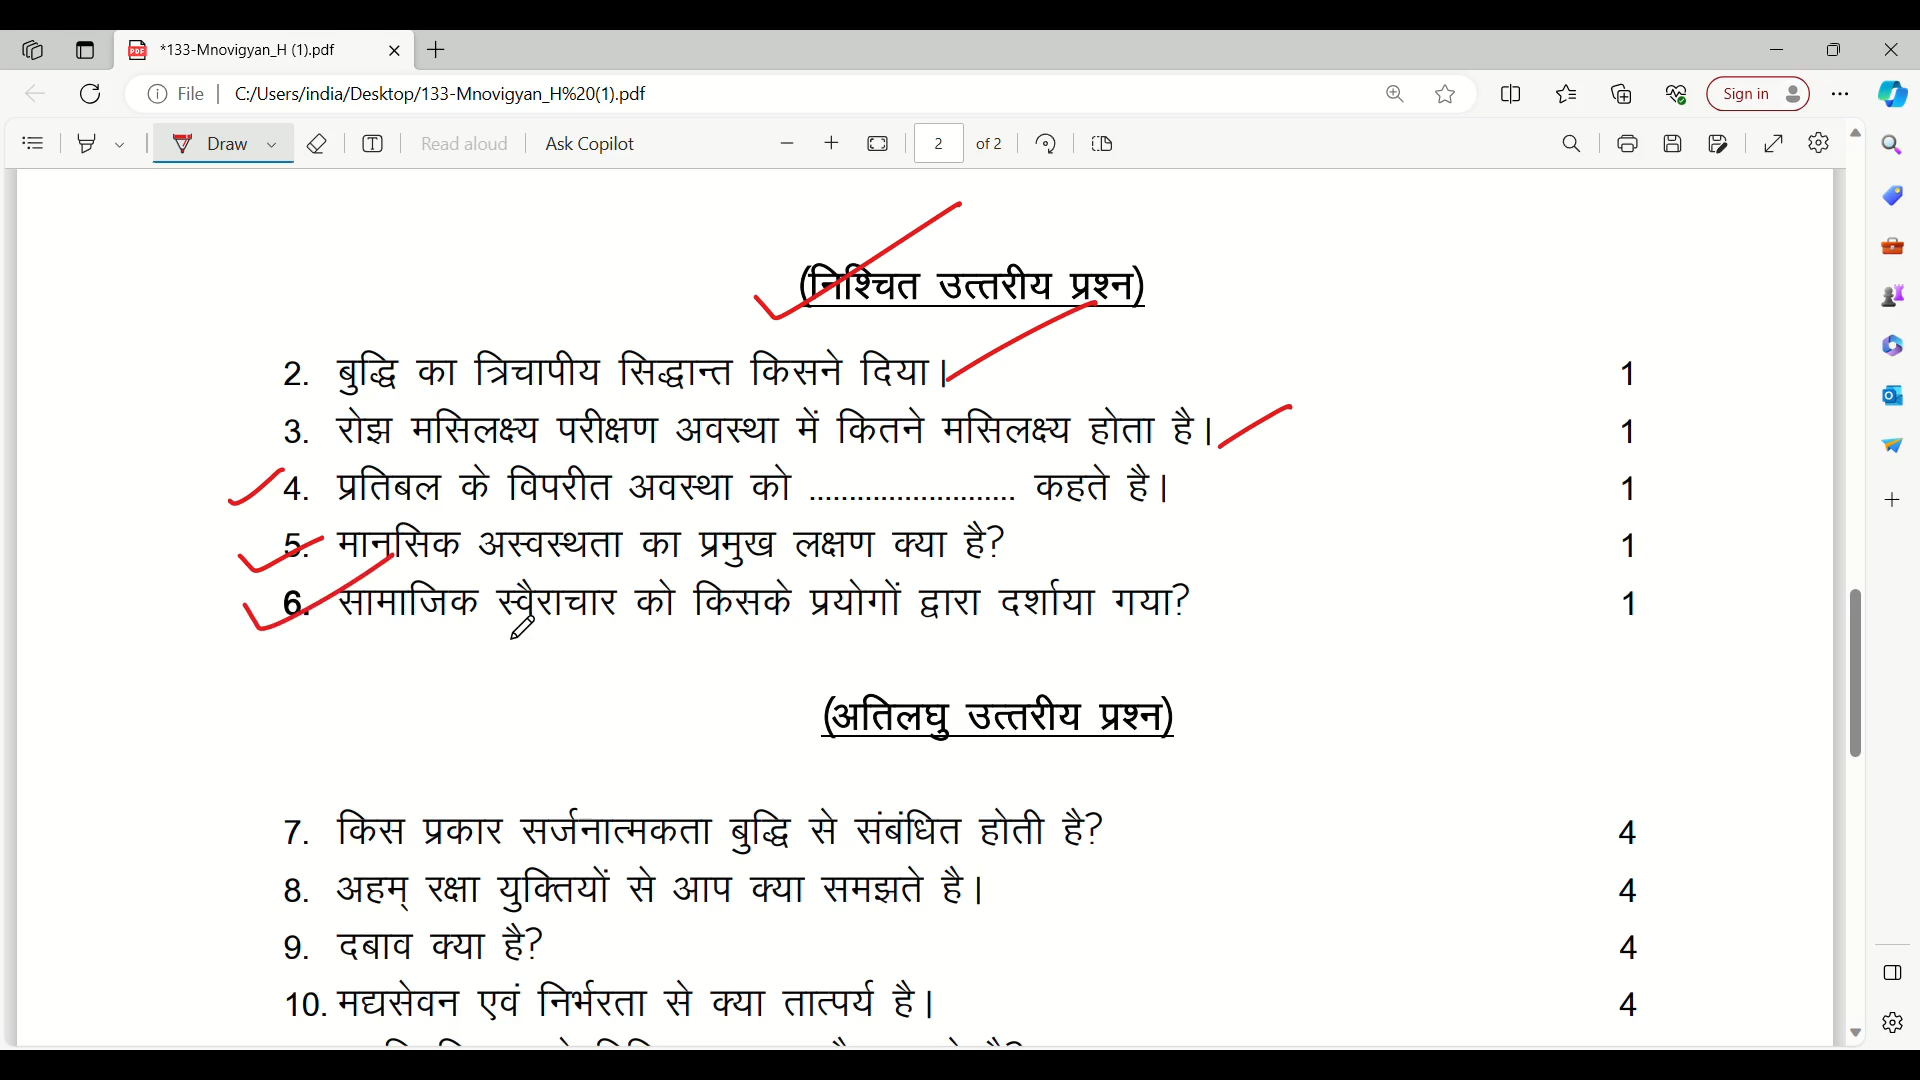 *133-Mnovigyan_H (1).pdf
File
C:/Users/india/Desktop/133-Mnovigyan_H%20(1).pdf
Sign in
Draw
Read aloud
Ask Copilot
2
of 2
(निश्चित उत्तरीय प्रश्न)
2. बुद्धि का त्रिचापीय सिद्धान्त किसने दिया। 1
3. रोझ मसिलक्ष्य परीक्षण अवस्था में कितने मसिलक्ष्य होता है। 1
4. प्रतिबल के विपरीत अवस्था को .......................... कहते है। 1
5. मानसिक अस्वस्थता का प्रमुख लक्षण क्या है? 1
6. सामाजिक स्वैराचार को किसके प्रयोगों द्वारा दर्शाया गया? 1
(अतिलघु उत्तरीय प्रश्न)
7. किस प्रकार सर्जनात्मकता बुद्धि से संबंधित होती है? 4
8. अहम् रक्षा युक्तियों से आप क्या समझते है। 4
9. दबाव क्या है? 4
10. मद्यसेवन एवं निर्भरता से क्या तात्पर्य है। 4